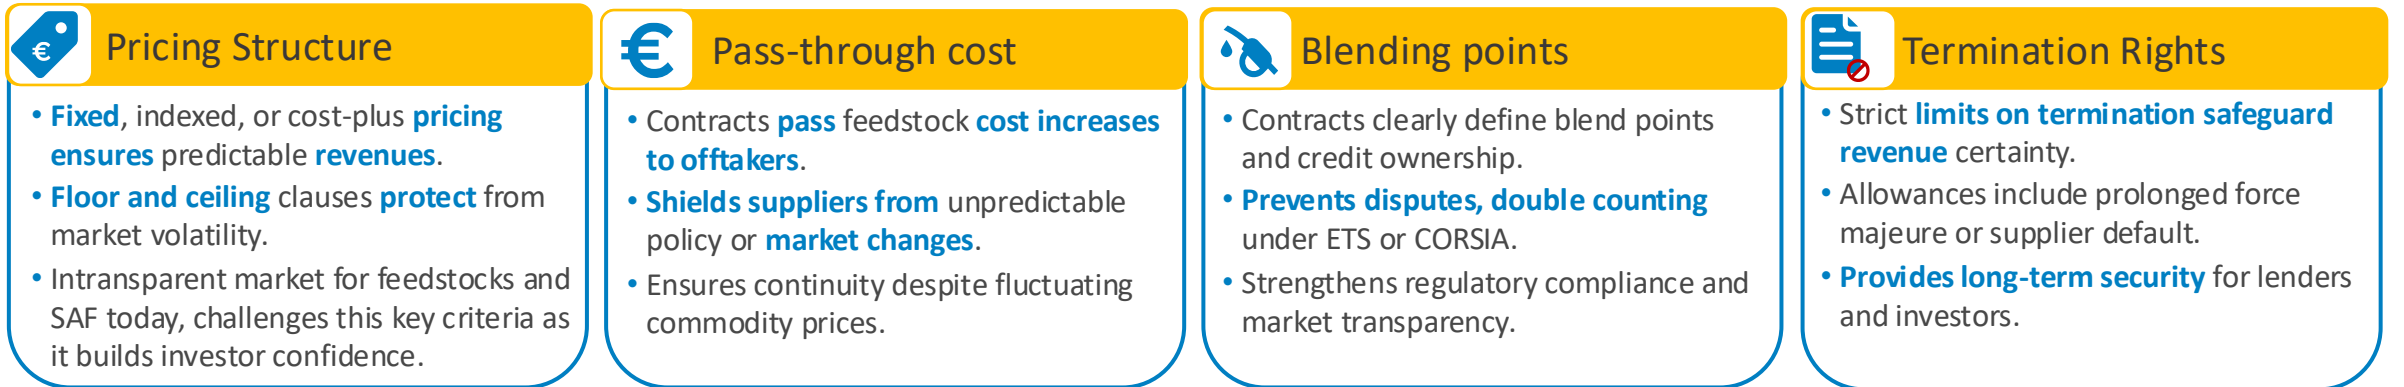 Pricing Structure
• Fixed, indexed, or cost-plus pricing
ensures predictable revenues.
• Floor and ceiling clauses protect from
market volatility.
• Intransparent market for feedstocks and
SAF today, challenges this key criteria as
it builds investor confidence.
Pass-through cost
• Contracts pass feedstock cost increases
to offtakers.
• Shields suppliers from unpredictable
policy or market changes.
• Ensures continuity despite fluctuating
commodity prices.
Blending points
• Contracts clearly define blend points
and credit ownership.
• Prevents disputes, double counting
under ETS or CORSIA.
• Strengthens regulatory compliance and
market transparency.
Termination Rights
• Strict limits on termination safeguard
revenue certainty.
• Allowances include prolonged force
majeure or supplier default.
• Provides long-term security for lenders
and investors.